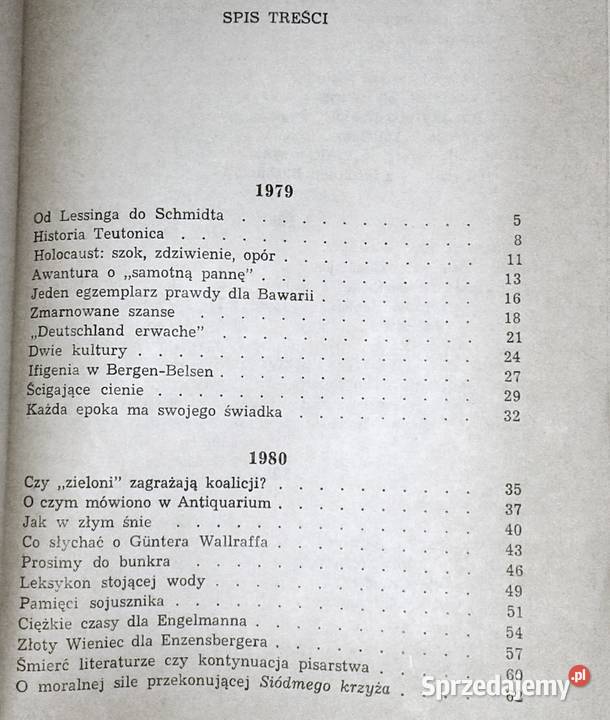 SPIS TREŚCI
1979
Od Lessinga do Schmidta . . . . . . . . . . . . 5
Historia Teutonica . . . . . . . . . . . . . 8
Holocaust: szok, zdziwienie, opór . . . . . . . . . 11
Awantura o „samotną pannę” . . . . . . . . . . 13
Jeden egzemplarz prawdy dla Bawarii . . . . . . . . 16
Zmarnowane szanse . . . . . . . . . . . . 18
„Deutschland erwache” . . . . . . . . . . . 21
Dwie kultury . . . . . . . . . . . . . . 24
Ifigenia w Bergen-Belsen . . . . . . . . . . . 27
Ścigające cienie . . . . . . . . . . . . . 29
Każda epoka ma swojego świadka . . . . . . . . . 32
1980
Czy „zieloni” zagrażają koalicji? . . . . . . . . . . 35
O czym mówiono w Antiquarium . . . . . . . . . 37
Jak w złym śnie . . . . . . . . . . . . . 40
Co słychać o Güntera Wallraffa . . . . . . . . . 43
Prosimy do bunkra . . . . . . . . . . . . 46
Leksykon stojącej wody . . . . . . . . . . . 49
Pamięci sojusznika . . . . . . . . . . . . . 51
Ciężkie czasy dla Engelmanna . . . . . . . . . . 54
Złoty Wieniec dla Enzensbergera . . . . . . . . . 57
Śmierć literaturze czy kontynuacja pisarstwa . . . . . 60
O moralnej sile przekonującej Siódmego krzyża . . . . 62
Sprzedajemy.pl